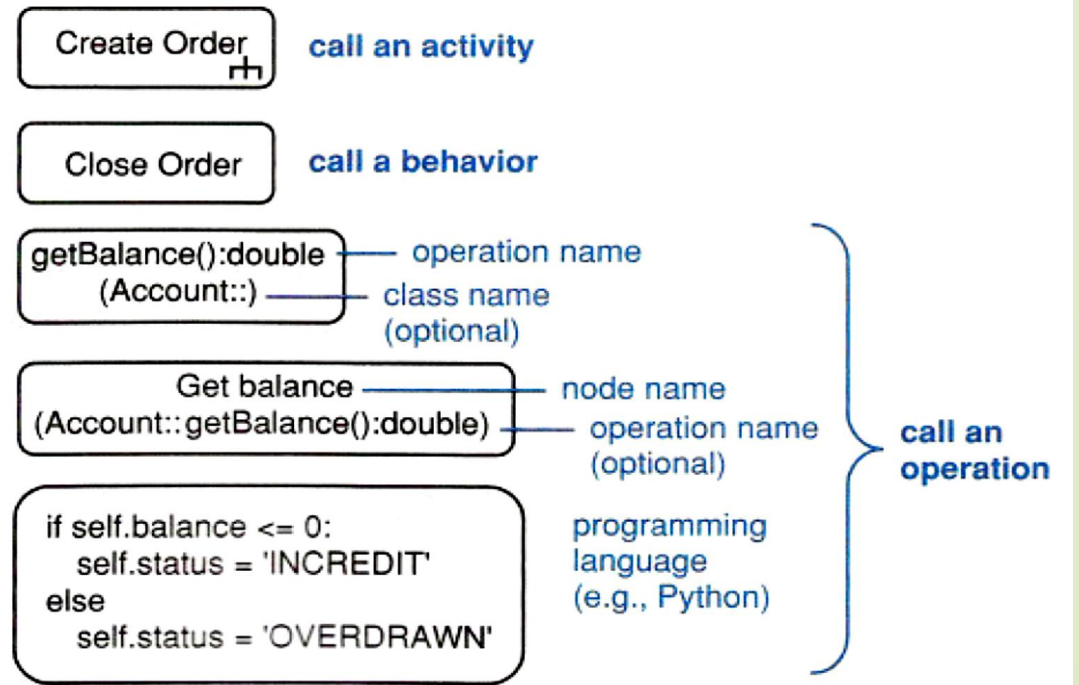 Create Order
call an activity
Close Order
call a behavior
getBalance():double
operation name
(Account::)
class name
(optional)
Get balance
node name
(Account::getBalance():double)
operation name
(optional)
call an
operation
if self.balance <= 0:
self.status = 'INCREDIT'
else
self.status = 'OVERDRAWN'
programming
language
(e.g., Python)